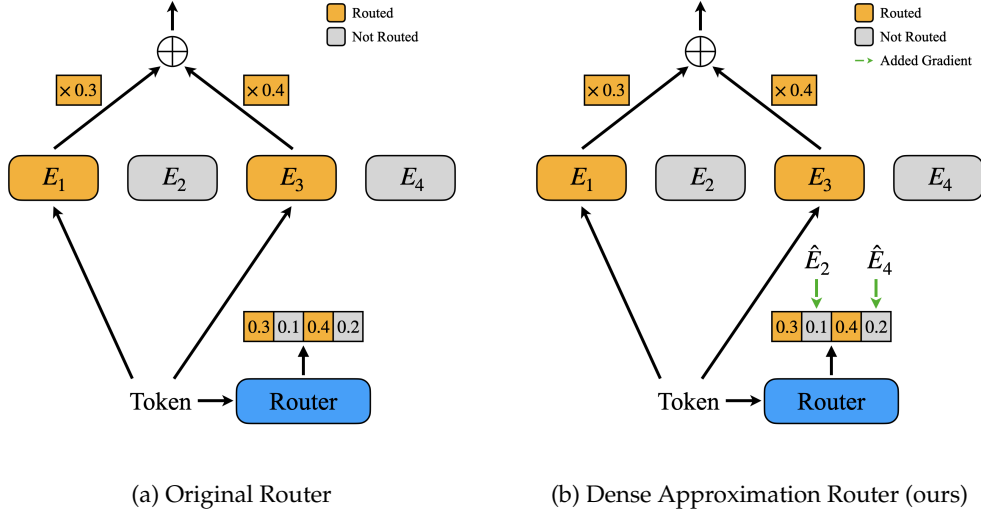 Routed
Not Routed
× 0.3
× 0.4
E₁
E₂
E₃
E₄
0.3 0.1 0.4 0.2
Token
Router
(a) Original Router
Routed
Not Routed
Added Gradient
× 0.3
× 0.4
E₁
E₂
E₃
E₄
Ê₂
Ê₄
0.3 0.1 0.4 0.2
Token
Router
(b) Dense Approximation Router (ours)